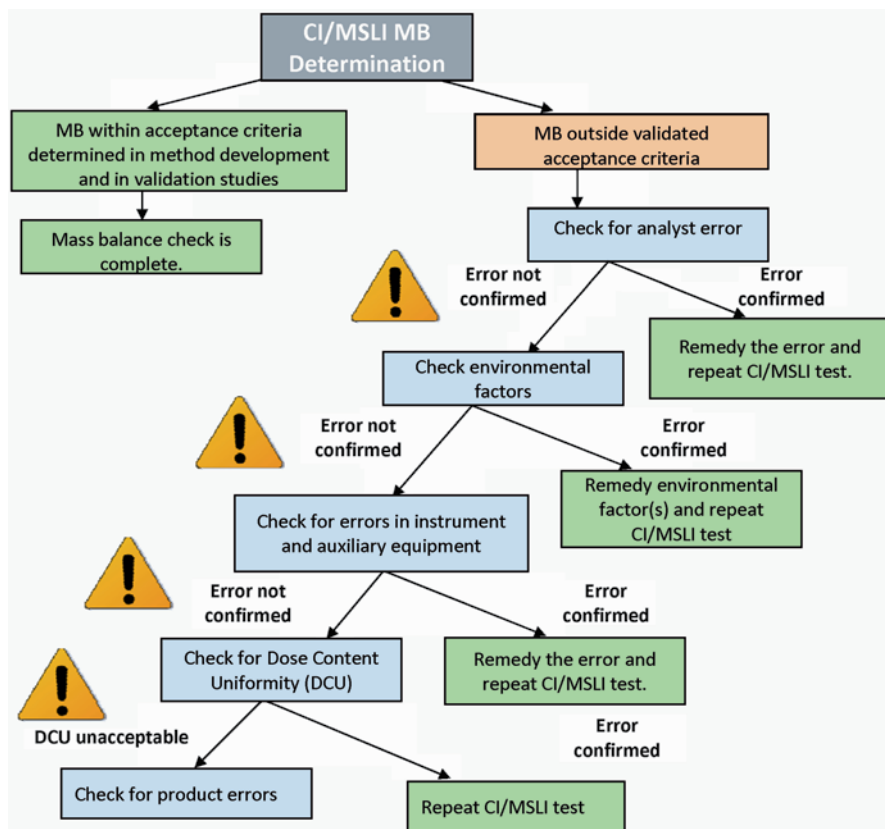 CI/MSLI MB
Determination
MB within acceptance criteria
determined in method development
and in validation studies
MB outside validated
acceptance criteria
Mass balance check is
complete.
Check for analyst error
Error not
confirmed
Error
confirmed
Remedy the error and
repeat CI/MSLI test.
Check environmental
factors
Error not
confirmed
Error
confirmed
Remedy environmental
factor(s) and repeat
CI/MSLI test
Check for errors in instrument
and auxiliary equipment
Error not
confirmed
Error
confirmed
Check for Dose Content
Uniformity (DCU)
Remedy the error and
repeat CI/MSLI test.
DCU unacceptable
Error
confirmed
Check for product errors
Repeat CI/MSLI test